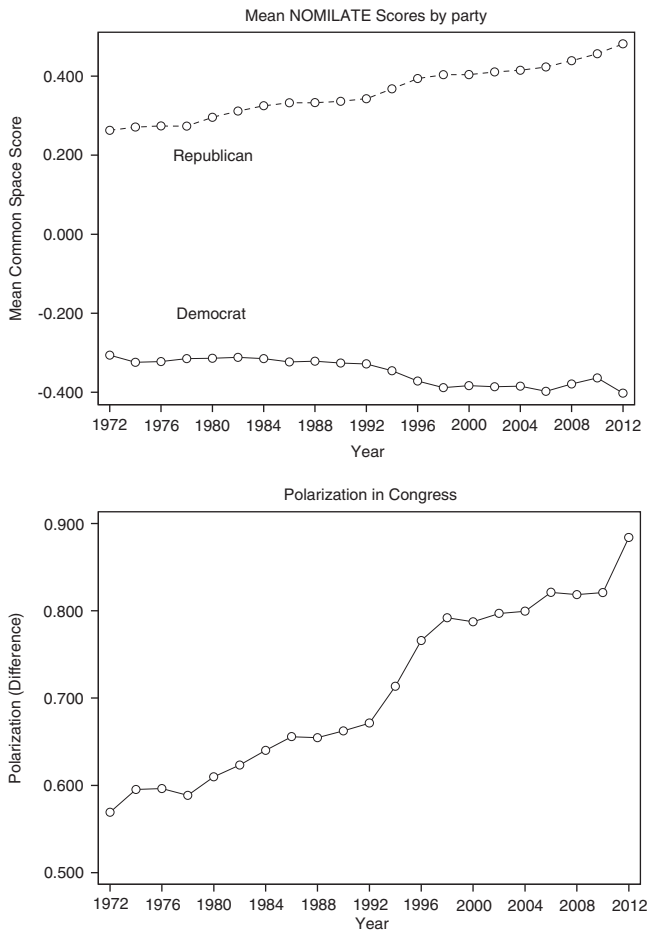 Mean NOMILATE Scores by party
Mean Common Space Score
0.400
0.200
0.000
-0.200
-0.400
Republican
Democrat
1972 1976 1980 1984 1988 1992 1996 2000 2004 2008 2012
Year
Polarization in Congress
Polarization (Difference)
0.900
0.800
0.700
0.600
0.500
1972 1976 1980 1984 1988 1992 1996 2000 2004 2008 2012
Year